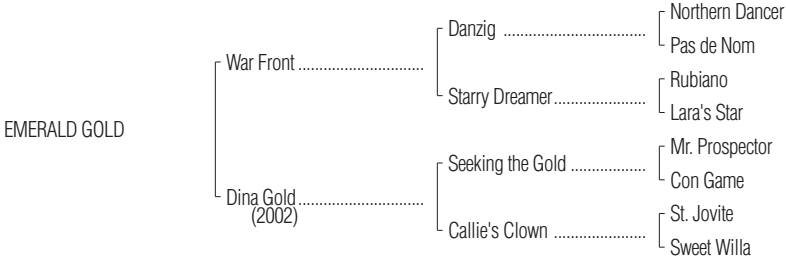 Northern Dancer
Danzig ................................
Pas de Nom
War Front ............................
Rubiano
Starry Dreamer.....................
Lara's Star
EMERALD GOLD
Mr. Prospector
Seeking the Gold .................
Con Game
Dina Gold ............................
(2002)
St. Jovite
Callie's Clown .....................
Sweet Willa